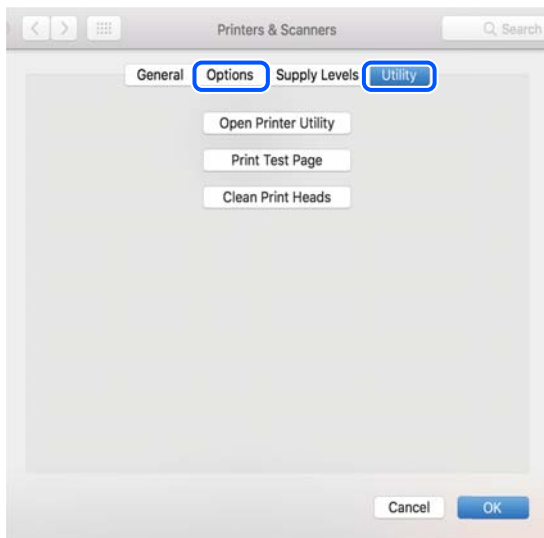 Printers & Scanners Search
General Options Supply Levels Utility
Open Printer Utility
Print Test Page
Clean Print Heads
Cancel OK